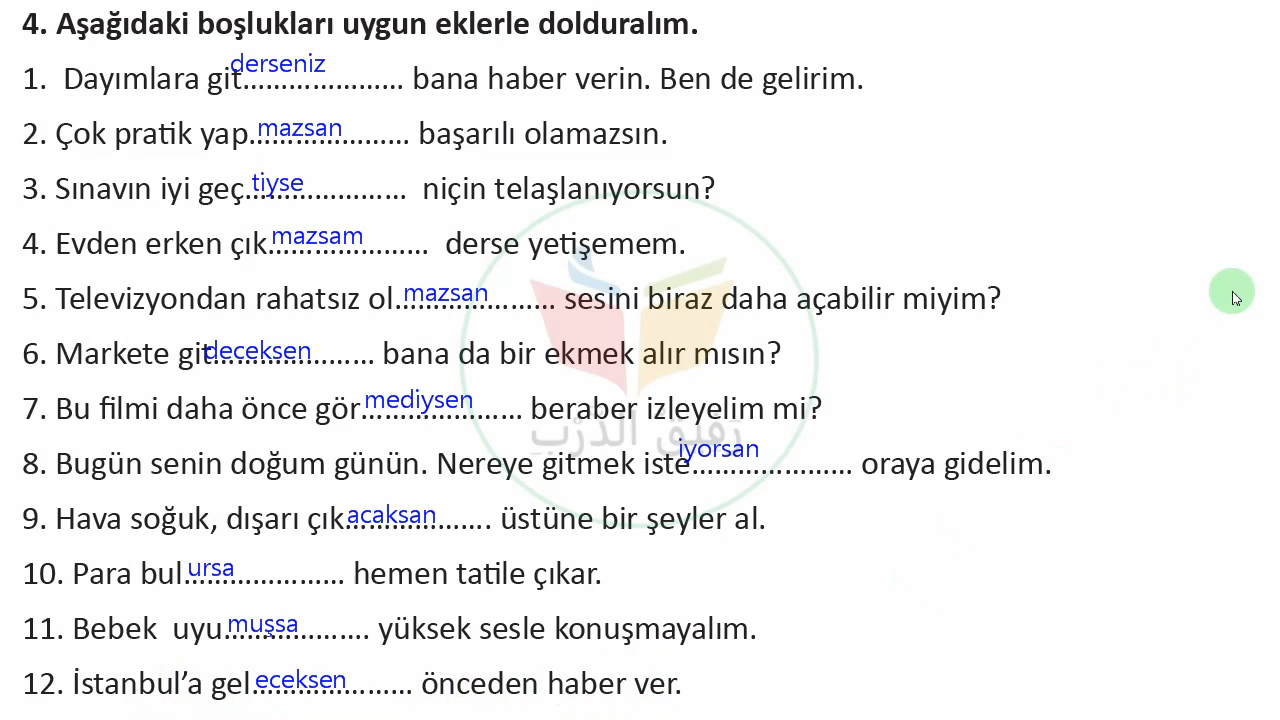 4. Aşağıdaki boşlukları uygun eklerle dolduralım.
1. Dayımlara git derseniz ..................... bana haber verin. Ben de gelirim.
2. Çok pratik yap mazsan ..................... başarılı olamazsın.
3. Sınavın iyi geç tiyse ..................... niçin telaşlanıyorsun?
4. Evden erken çık mazsam ..................... derse yetişemem.
5. Televizyondan rahatsız ol mazsan ..................... sesini biraz daha açabilir miyim?
6. Markete git deceksen ..................... bana da bir ekmek alır mısın?
7. Bu filmi daha önce gör mediysen ..................... beraber izleyelim mi?
رَفيقُ الدَّرْبِ
8. Bugün senin doğum günün. Nereye gitmek iste iyorsan ..................... oraya gidelim.
9. Hava soğuk, dışarı çık acaksan ................... üstüne bir şeyler al.
10. Para bul ursa ..................... hemen tatile çıkar.
11. Bebek uyu muşsa ................... yüksek sesle konuşmayalım.
12. İstanbul’a gel eceksen ..................... önceden haber ver.